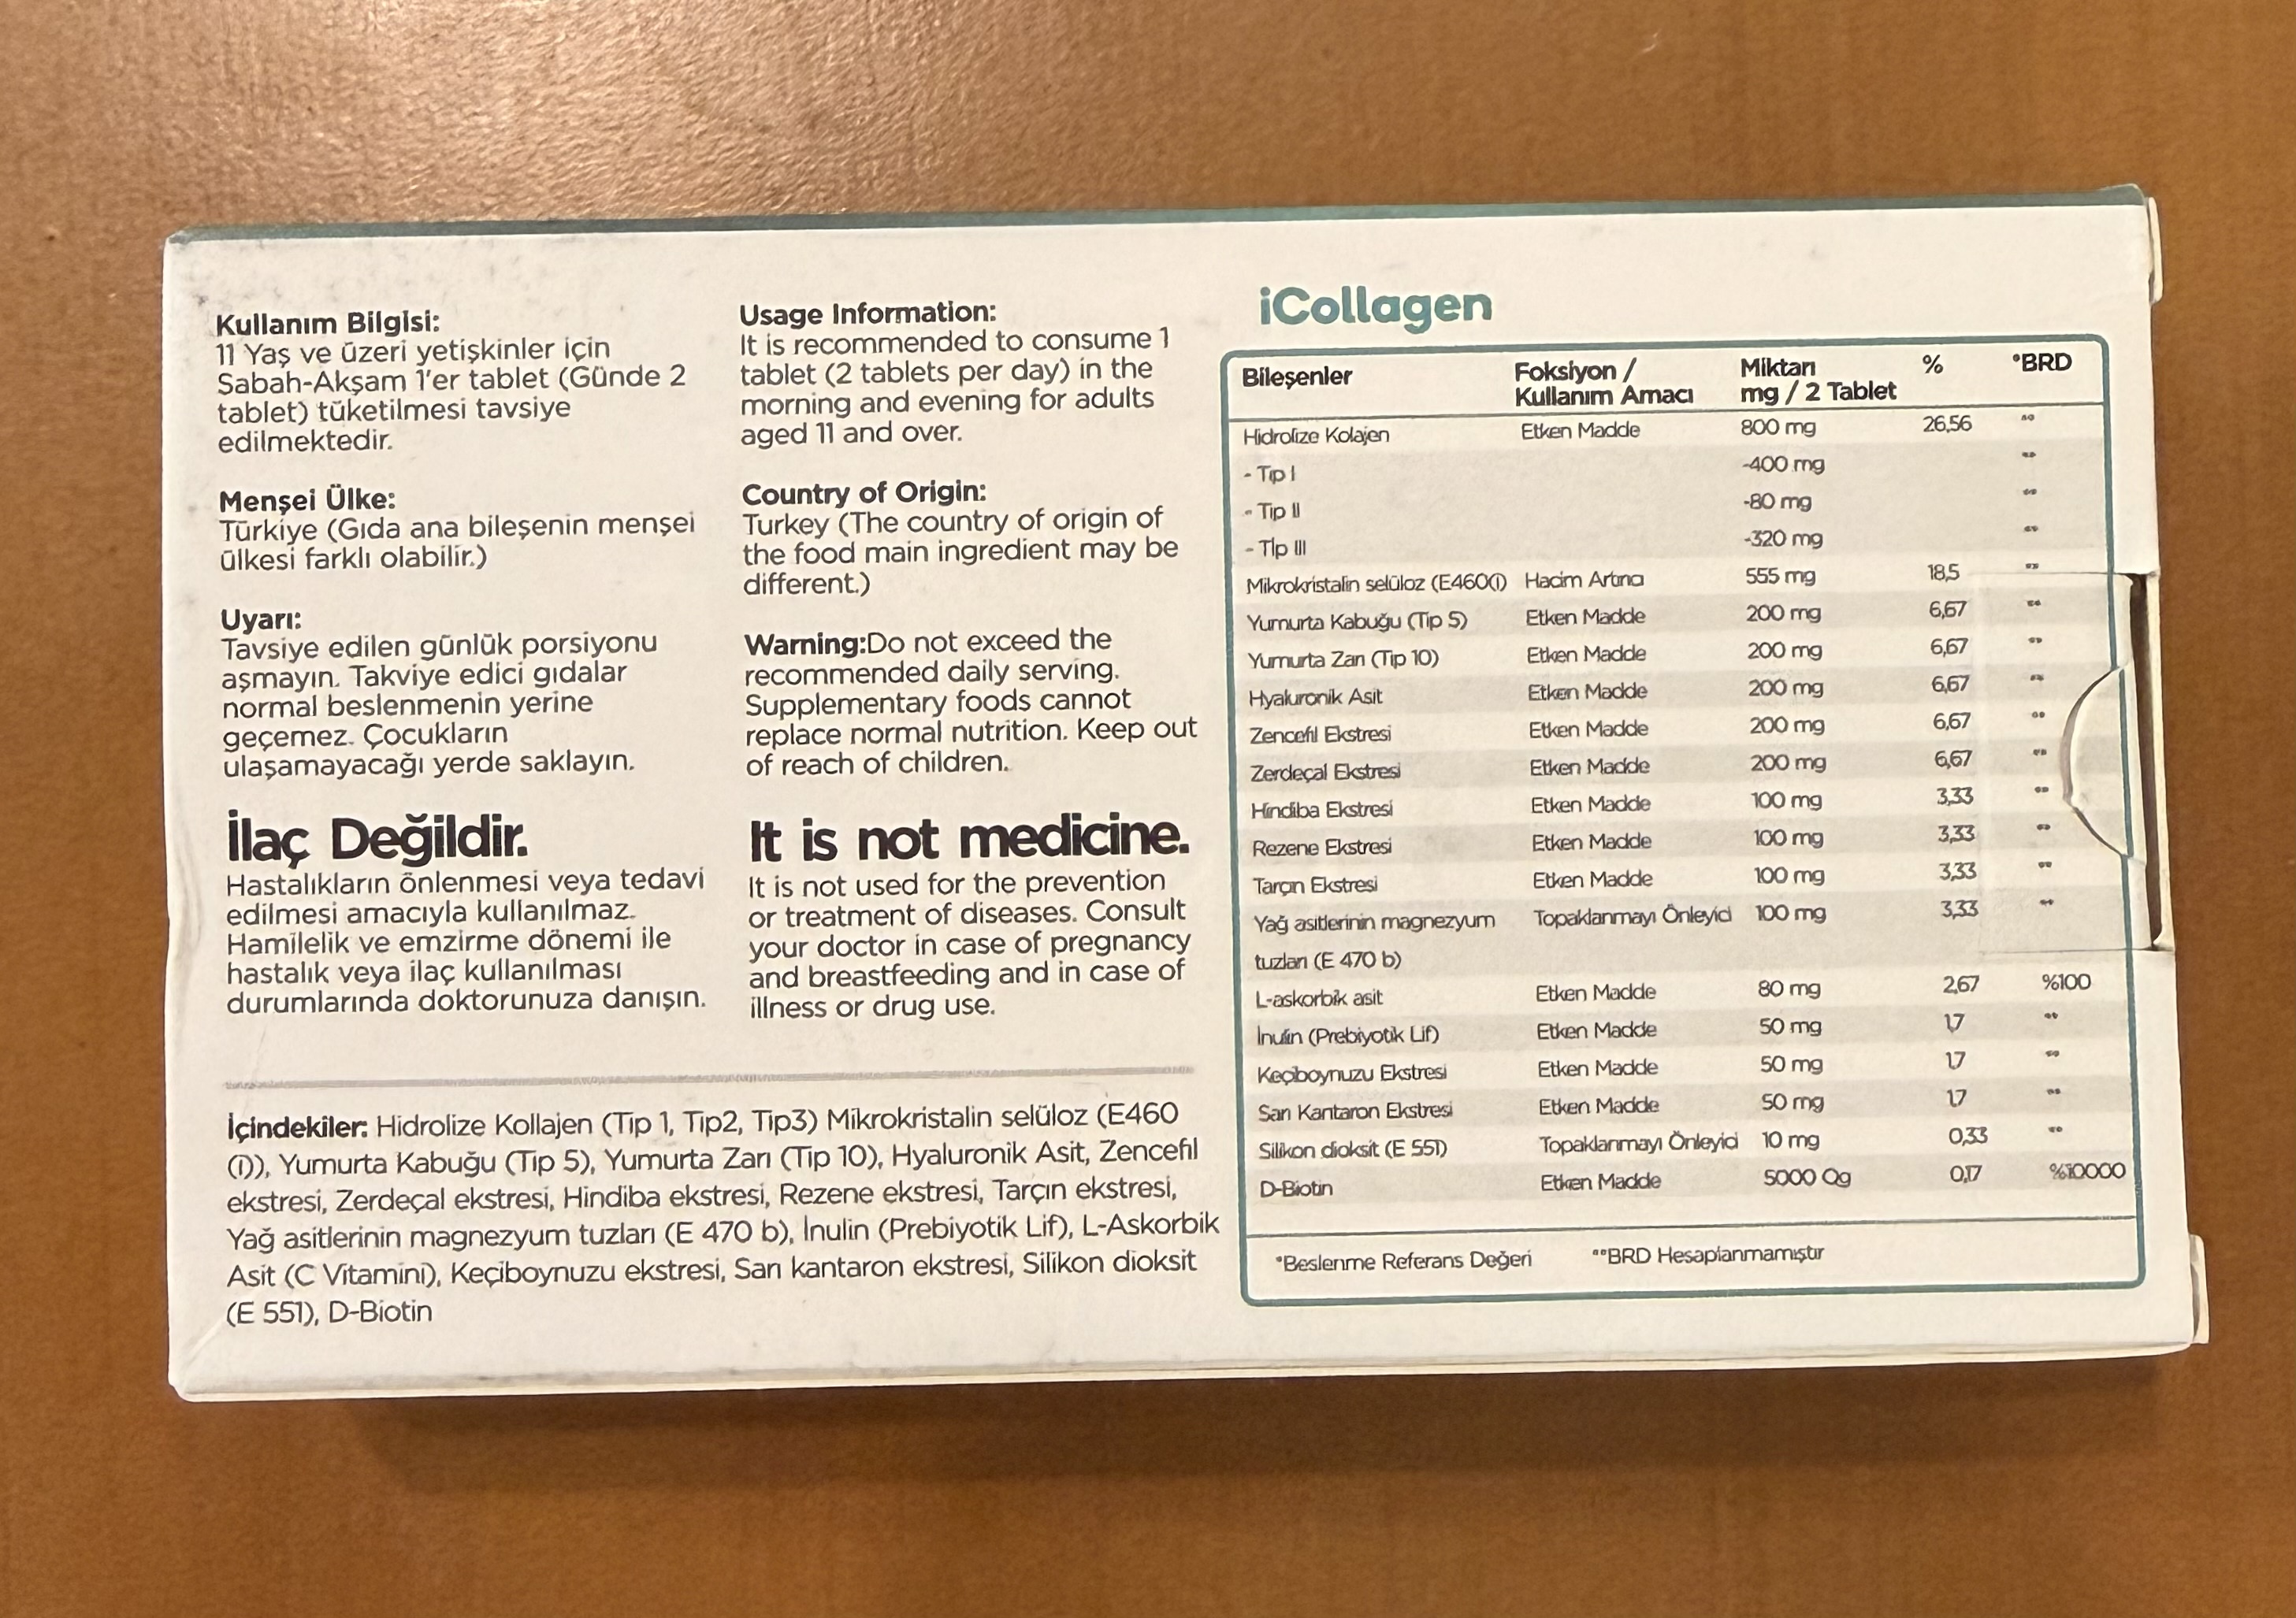 Kullanım Bilgisi:
11 Yaş ve üzeri yetişkinler için
Sabah-Akşam 1'er tablet (Günde 2
tablet) tüketilmesi tavsiye
edilmektedir.
Menşei Ülke:
Türkiye (Gıda ana bileşenin menşei
ülkesi farklı olabilir.)
Uyarı:
Tavsiye edilen günlük porsiyonu
aşmayın. Takviye edici gıdalar
normal beslenmenin yerine
geçemez. Çocukların
ulaşamayacağı yerde saklayın.
İlaç Değildir.
Hastalıkların önlenmesi veya tedavi
edilmesi amacıyla kullanılmaz.
Hamilelik ve emzirme dönemi ile
hastalık veya ilaç kullanılması
durumlarında doktorunuza danışın.
Usage Information:
It is recommended to consume 1
tablet (2 tablets per day) in the
morning and evening for adults
aged 11 and over.
Country of Origin:
Turkey (The country of origin of
the food main ingredient may be
different.)
Warning:Do not exceed the
recommended daily serving.
Supplementary foods cannot
replace normal nutrition. Keep out
of reach of children.
It is not medicine.
It is not used for the prevention
or treatment of diseases. Consult
your doctor in case of pregnancy
and breastfeeding and in case of
illness or drug use.
İçindekiler: Hidrolize Kollajen (Tip 1, Tip2, Tip3) Mikrokristalin selüloz (E460
(i)), Yumurta Kabuğu (Tip 5), Yumurta Zarı (Tip 10), Hyaluronik Asit, Zencefil
ekstresi, Zerdeçal ekstresi, Hindiba ekstresi, Rezene ekstresi, Tarçın ekstresi,
Yağ asitlerinin magnezyum tuzları (E 470 b), İnulin (Prebiyotik Lif), L-Askorbik
Asit (C Vitamini), Keçiboynuzu ekstresi, Sarı kantaron ekstresi, Silikon dioksit
(E 551), D-Biotin
iCollagen
Bileşenler Foksiyon / Kullanım Amacı Miktarı mg / 2 Tablet % *BRD
Hidrolize Kolajen Etken Madde 800 mg 26,56 **
- Tip I -400 mg **
- Tip II -80 mg **
- Tip III -320 mg **
Mikrokristalin selüloz (E460(i) Hacim Artırıcı 555 mg 18,5 **
Yumurta Kabuğu (Tip 5) Etken Madde 200 mg 6,67 **
Yumurta Zarı (Tip 10) Etken Madde 200 mg 6,67 **
Hyaluronik Asit Etken Madde 200 mg 6,67 **
Zencefil Ekstresi Etken Madde 200 mg 6,67 **
Zerdeçal Ekstresi Etken Madde 200 mg 6,67 **
Hindiba Ekstresi Etken Madde 100 mg 3,33 **
Rezene Ekstresi Etken Madde 100 mg 3,33 **
Tarçın Ekstresi Etken Madde 100 mg 3,33 **
Yağ asitlerinin magnezyum Topaklanmayı Önleyici 100 mg 3,33 **
tuzları (E 470 b)
L-askorbik asit Etken Madde 80 mg 2,67 %100
İnulin (Prebiyotik Lif) Etken Madde 50 mg 1,7 **
Keçiboynuzu Ekstresi Etken Madde 50 mg 1,7 **
Sarı Kantaron Ekstresi Etken Madde 50 mg 1,7 **
Silikon dioksit (E 551) Topaklanmayı Önleyici 10 mg 0,33 **
D-Biotin Etken Madde 5000 Qg 0,17 %10000
*Beslenme Referans Değeri **BRD Hesaplanmamıştır